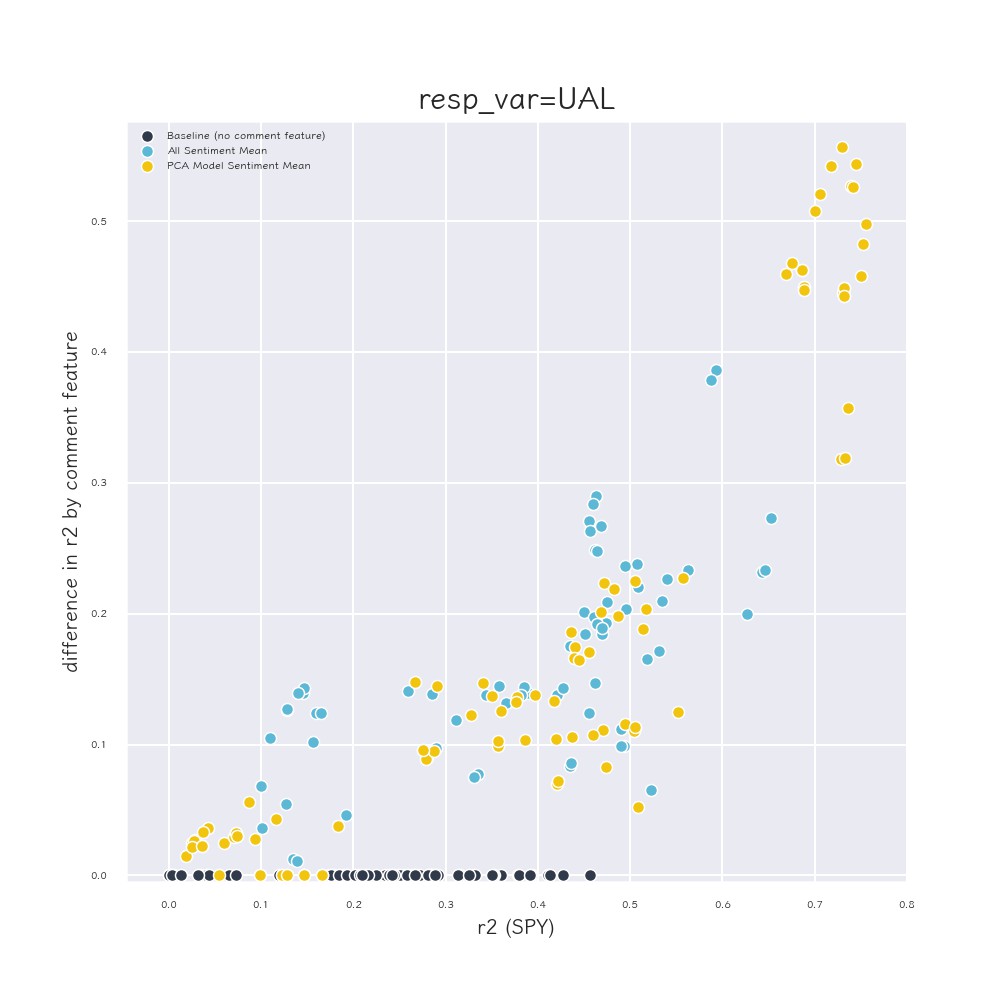 resp_var=UAL
Baseline (no comment feature)
All Sentiment Mean
PCA Model Sentiment Mean
difference in r2 by comment feature
0.5
0.4
0.3
0.2
0.1
0.0
0.0 0.1 0.2 0.3 0.4 0.5 0.6 0.7 0.8
r2 (SPY)